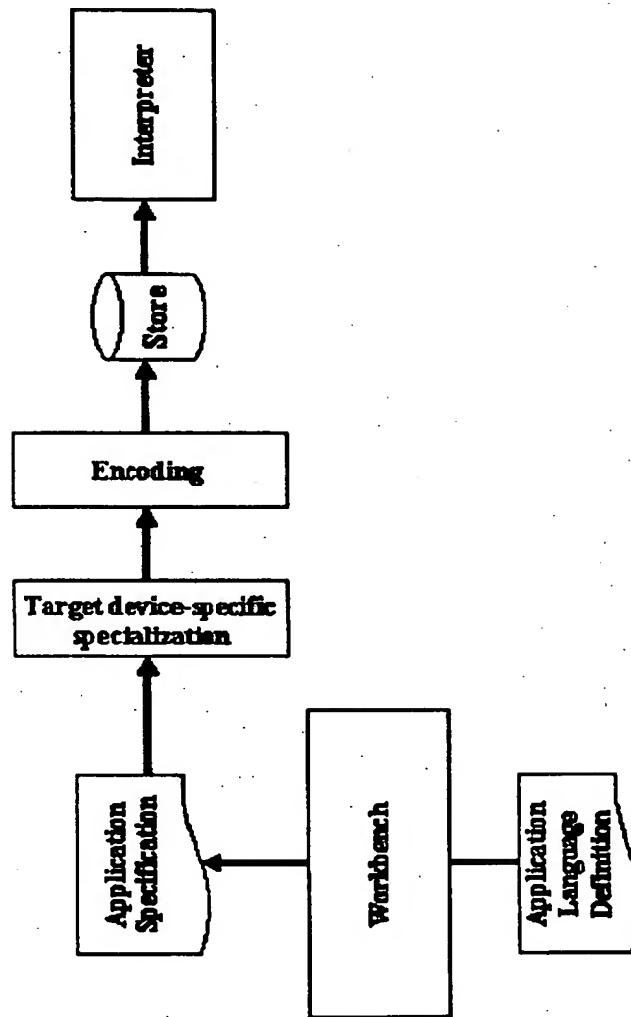 Interpreter
Store
Encoding
Target device-specific
specialization
Application
Specification
Workbench
Application
Language
Definition